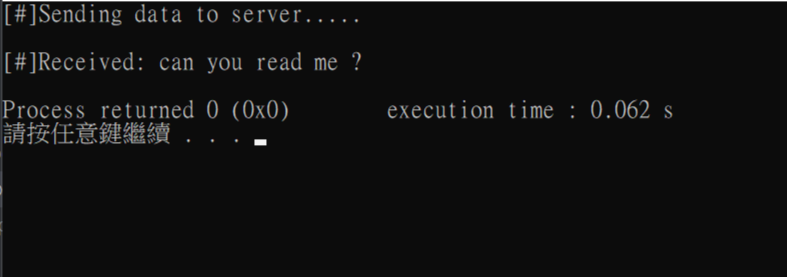 [#]Sending data to server.....
[#]Received: can you read me ?
Process returned 0 (0x0)        execution time : 0.062 s
請按任意鍵繼續 . . .